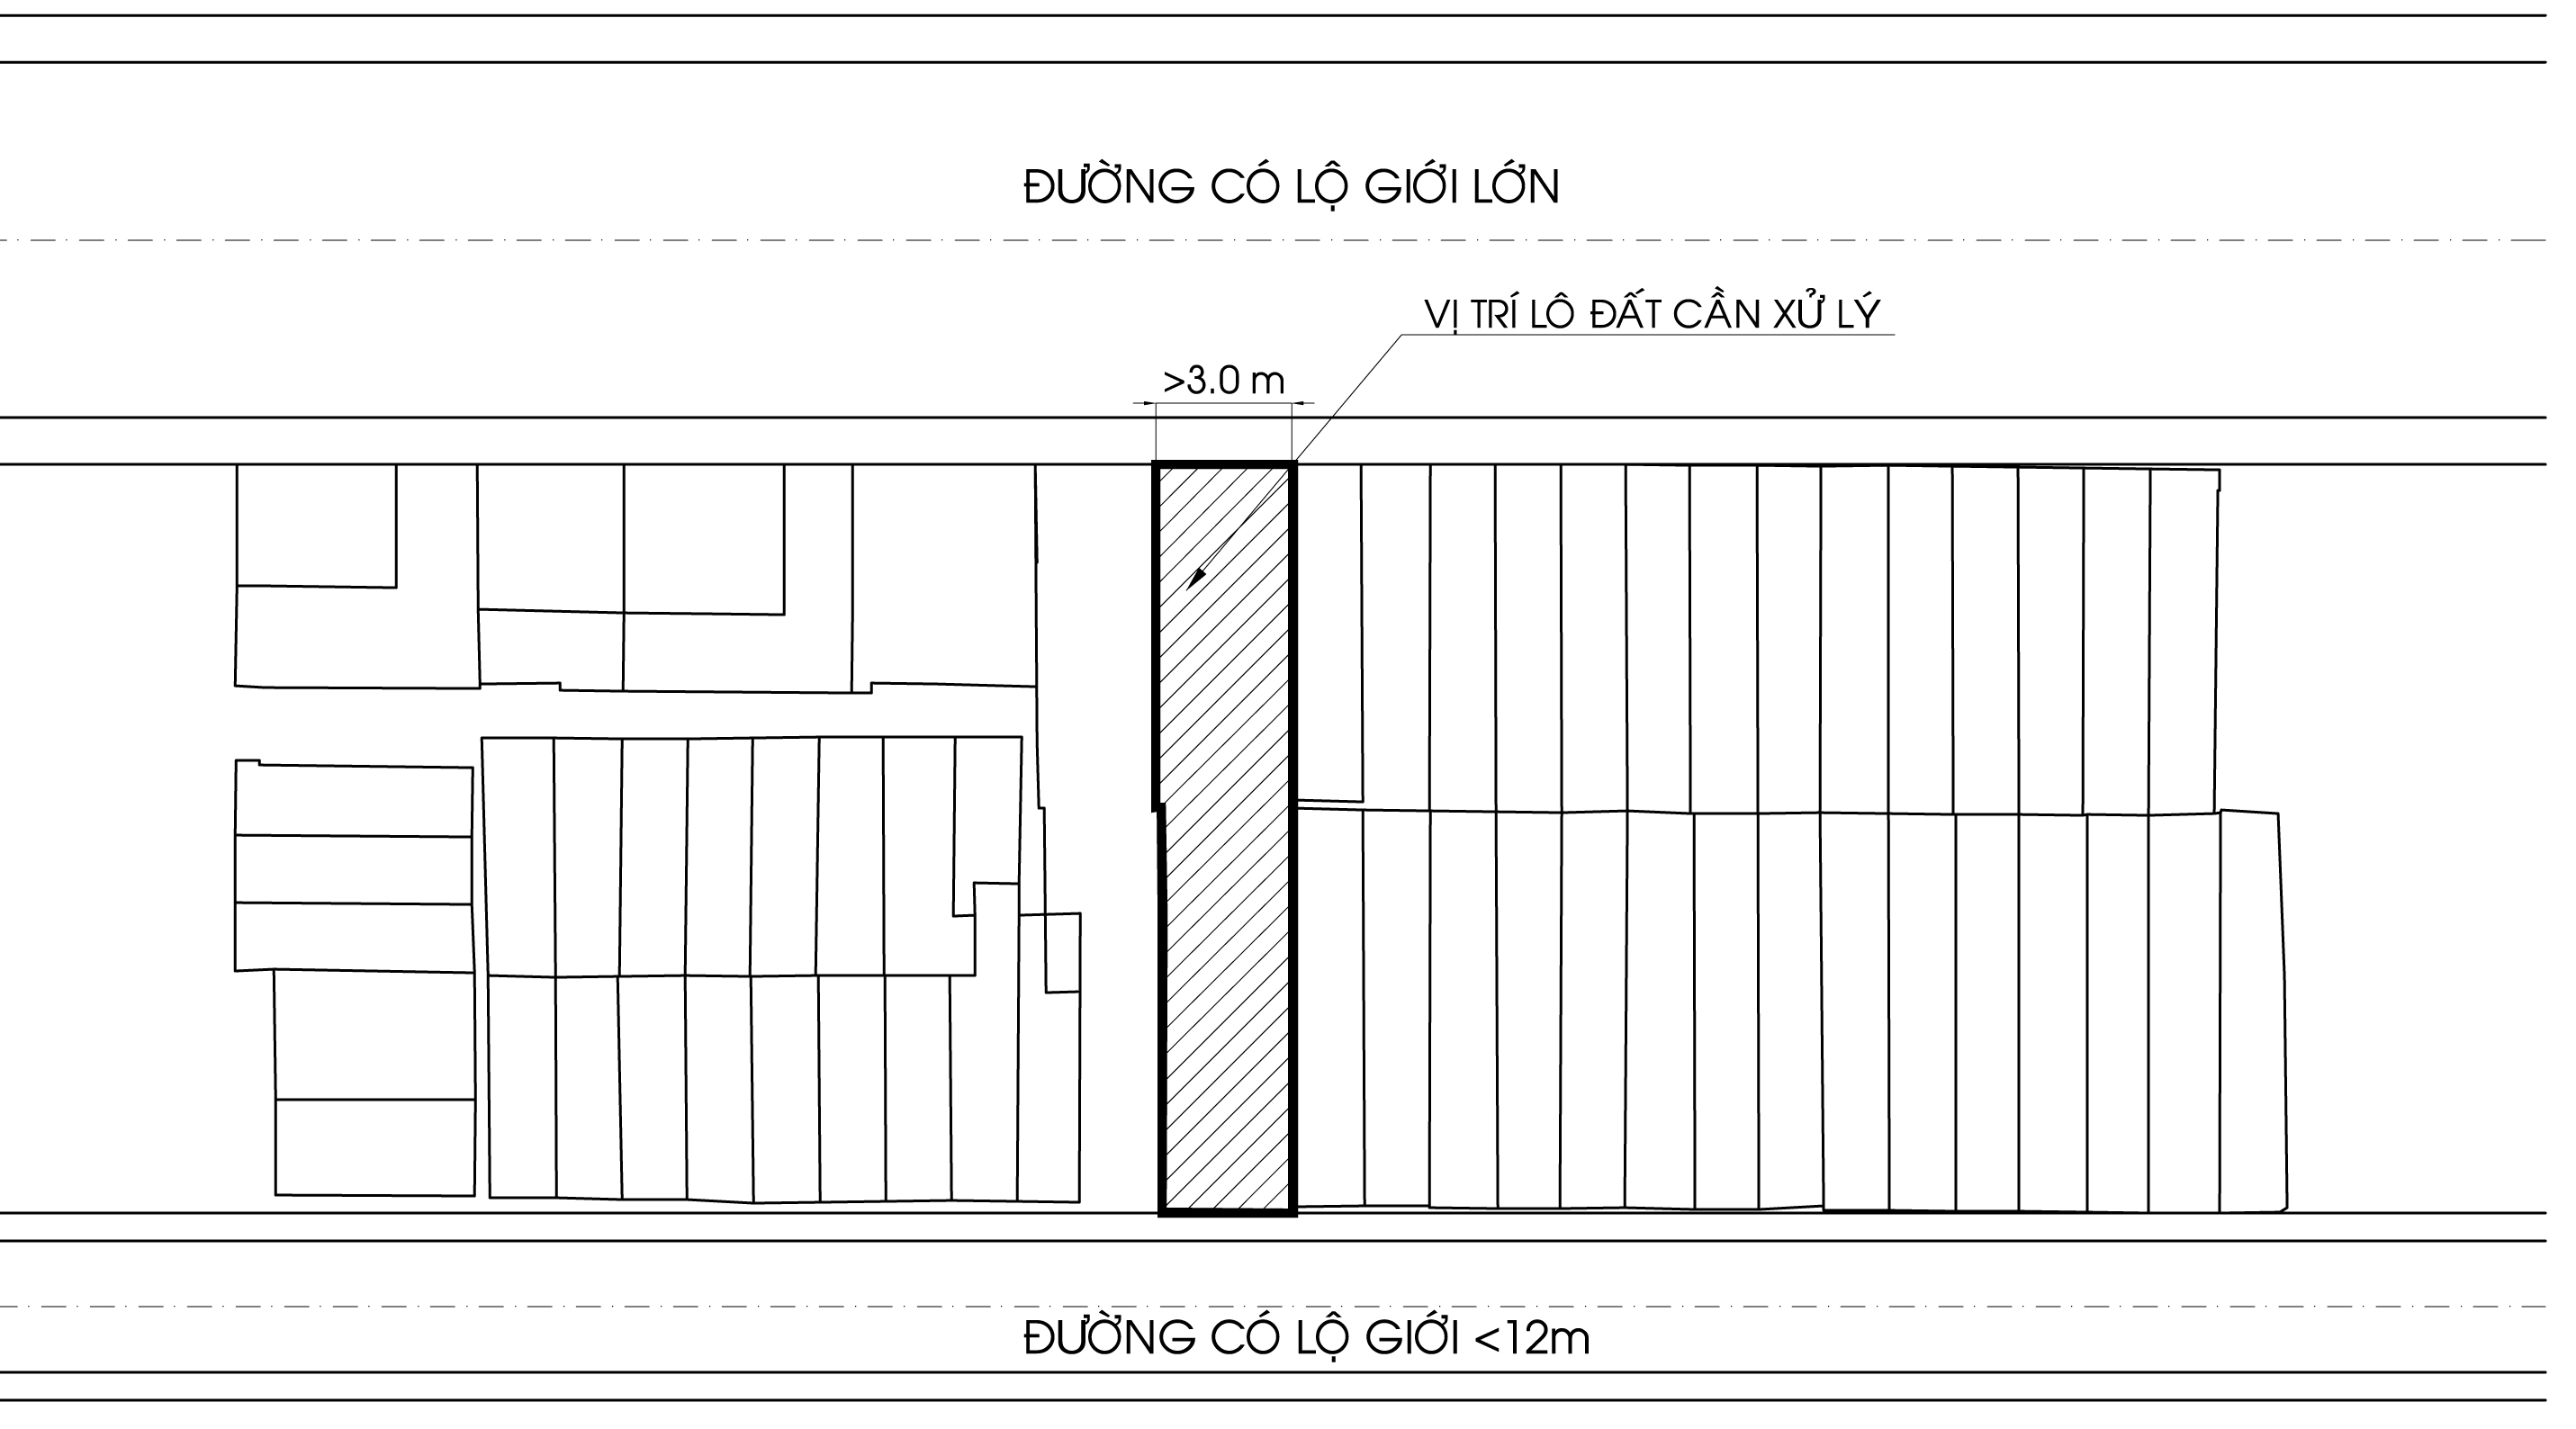 ĐƯỜNG CÓ LỘ GIỚI LỚN
VỊ TRÍ LÔ ĐẤT CẦN XỬ LÝ
>3.0 m
ĐƯỜNG CÓ LỘ GIỚI <12m